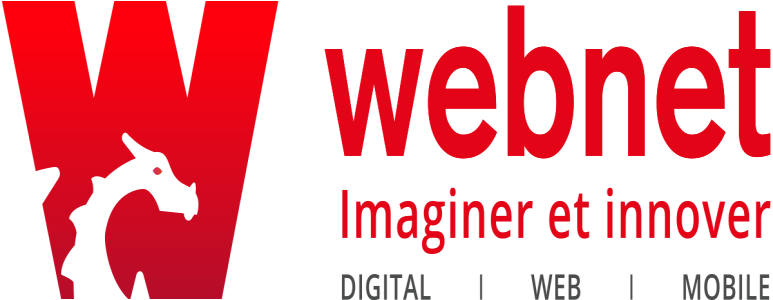 W
webnet
Imaginer et innover
DIGITAL | WEB | MOBILE